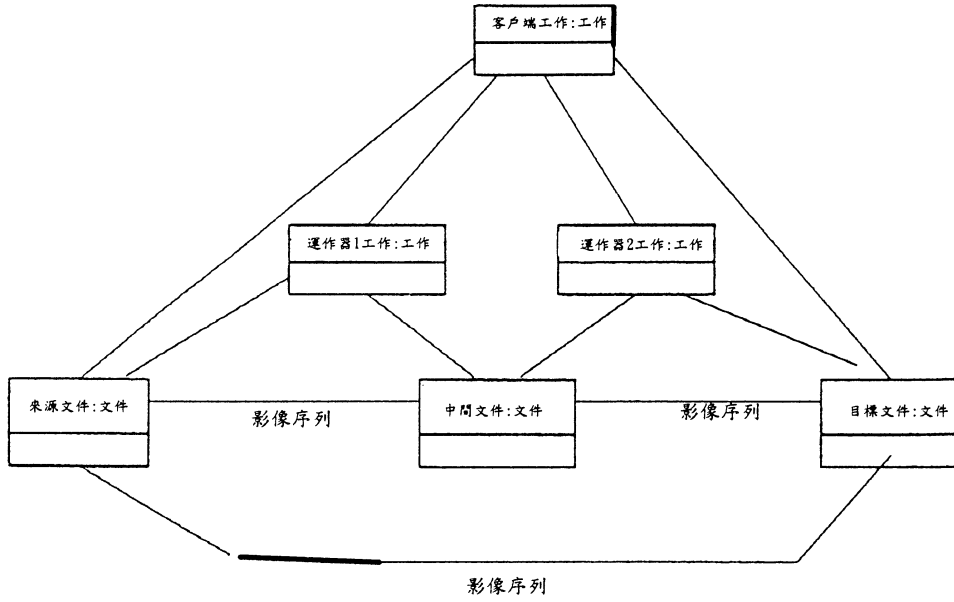 客戶端工作:工作
運作器1工作:工作
運作器2工作:工作
來源文件:文件
中間文件:文件
目標文件:文件
影像序列
影像序列
影像序列